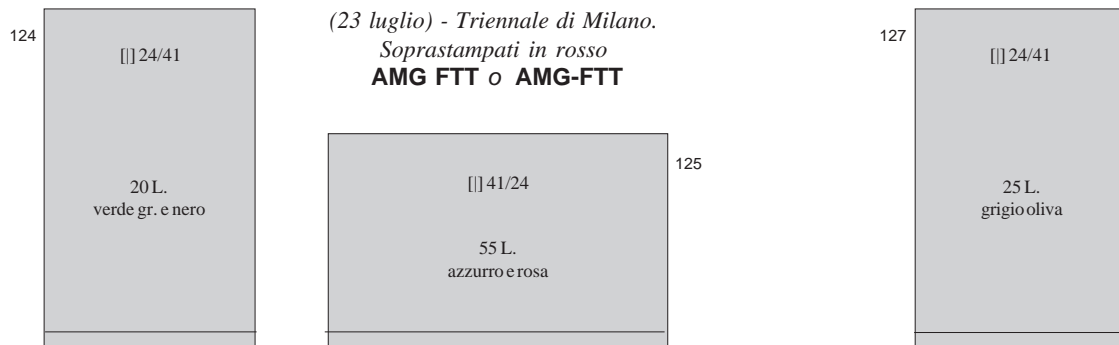 124
[|] 24/41
20 L.
verde gr. e nero
(23 luglio) - Triennale di Milano.
Soprastampati in rosso
AMG FTT o AMG-FTT
[|] 41/24
55 L.
azzurro e rosa
125
127
[|] 24/41
25 L.
grigio oliva